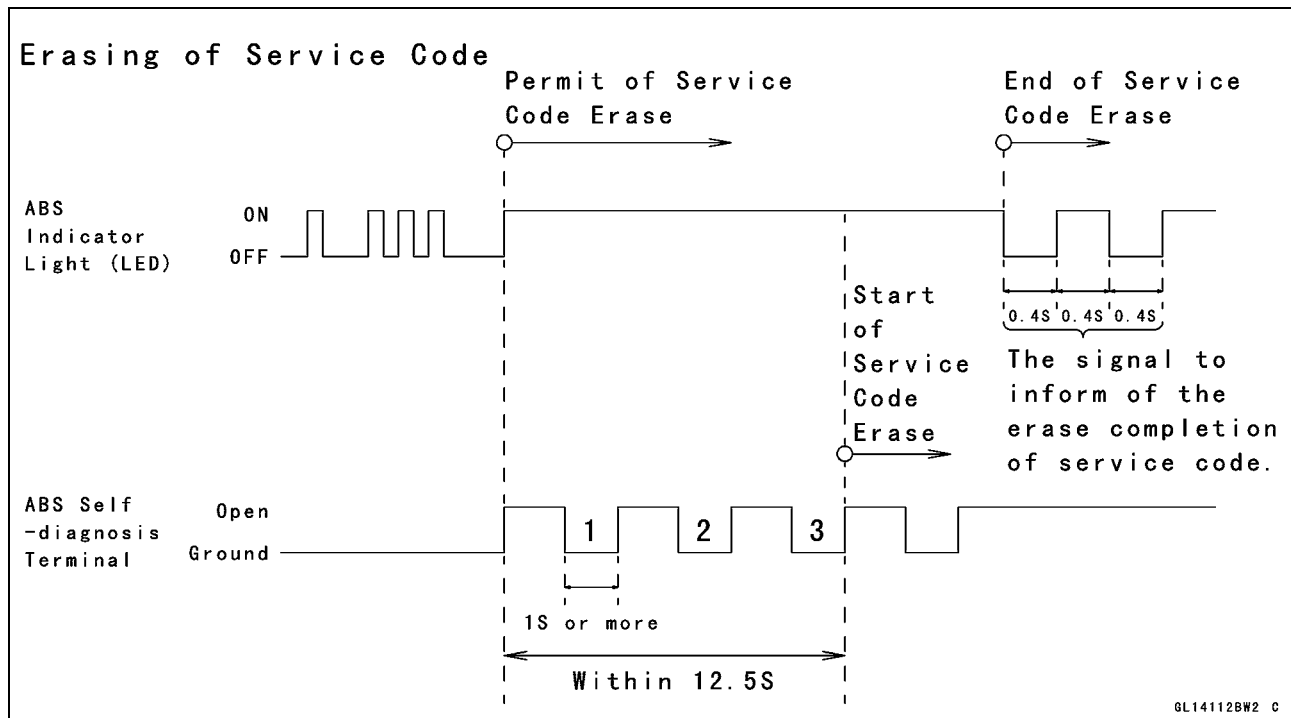 Erasing of Service Code
Permit of Service
Code Erase
End of Service
Code Erase
ABS
Indicator
Light (LED)
ON
OFF
Start
of
Service
Code
Erase
0.4S 0.4S 0.4S
The signal to
inform of the
erase completion
of service code.
ABS Self
-diagnosis
Terminal
Open
Ground
1 2 3
1S or more
Within 12.5S
GL14112BW2 C